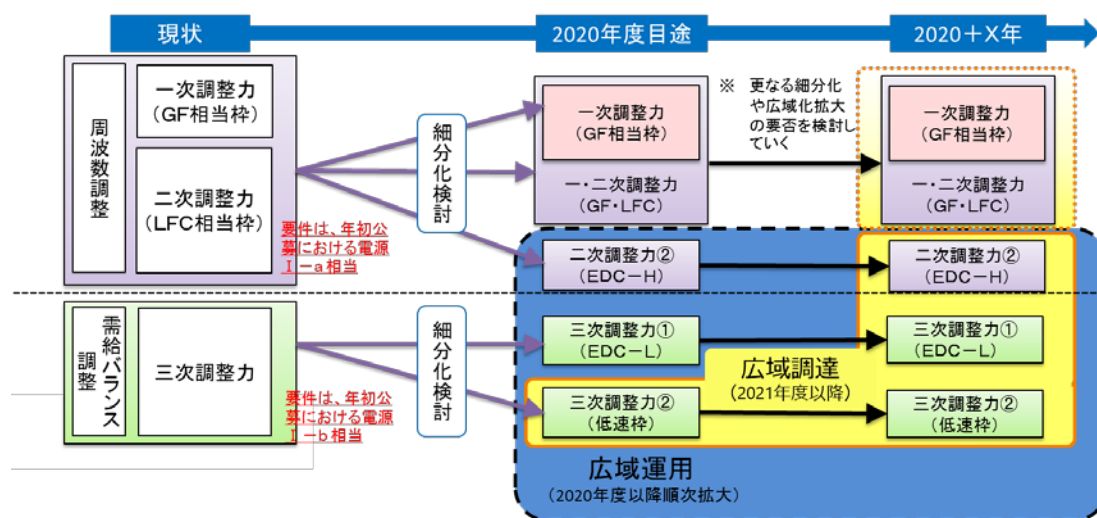 現状
2020年度目途
2020+X年
周波数調整
一次調整力
(GF相当枠)
二次調整力
(LFC相当枠)
要件は、年初公
募における電源
Ⅰ-a相当
細分化検討
一次調整力
(GF相当枠)
一・二次調整力
(GF・LFC)
※ 更なる細分化
や広域化拡大
の要否を検討し
ていく
一次調整力
(GF相当枠)
一・二次調整力
(GF・LFC)
二次調整力②
(EDC-H)
二次調整力②
(EDC-H)
需給バランス
調整
三次調整力
要件は、年初公
募における電源
Ⅰ-b相当
細分化検討
三次調整力①
(EDC-L)
三次調整力①
(EDC-L)
広域調達
(2021年度以降)
三次調整力②
(低速枠)
三次調整力②
(低速枠)
広域運用
(2020年度以降順次拡大)